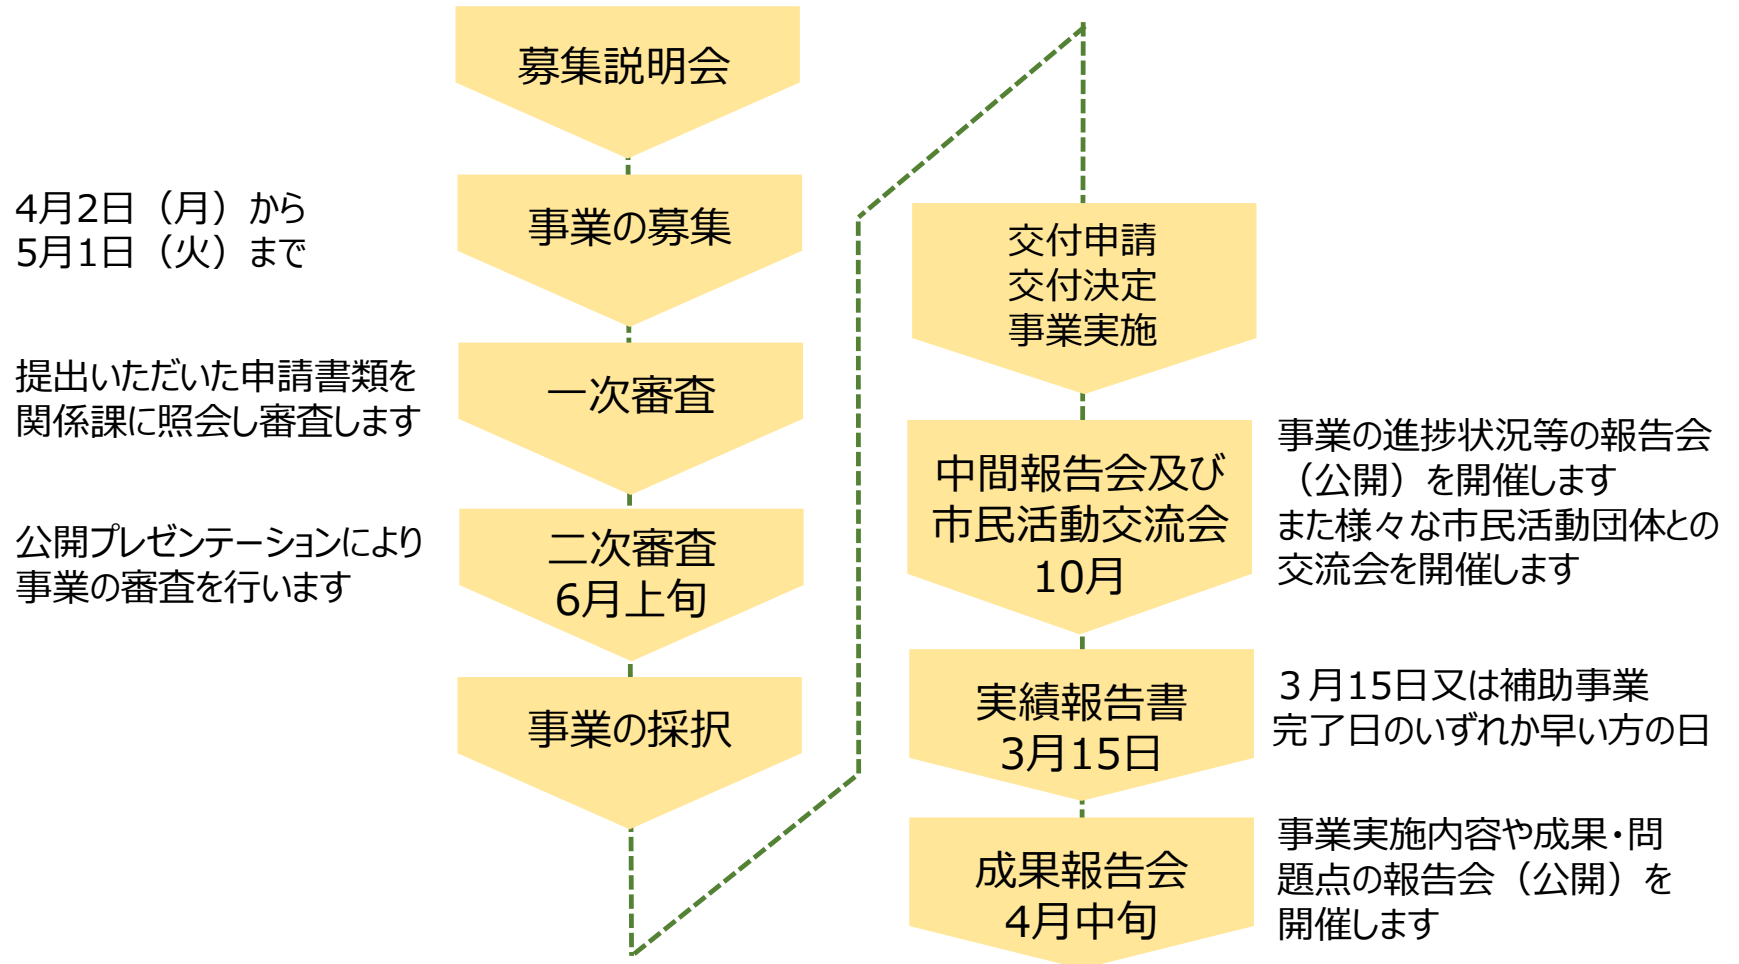 募集説明会
4月2日（月）から
5月1日（火）まで
事業の募集
提出いただいた申請書類を
関係課に照会し審査します
一次審査
公開プレゼンテーションにより
事業の審査を行います
二次審査
6月上旬
事業の採択
交付申請
交付決定
事業実施
中間報告会及び
市民活動交流会
10月
事業の進捗状況等の報告会
（公開）を開催します
また様々な市民活動団体との
交流会を開催します
実績報告書
3月15日
３月15日又は補助事業
完了日のいずれか早い方の日
成果報告会
4月中旬
事業実施内容や成果・問
題点の報告会（公開）を
開催します